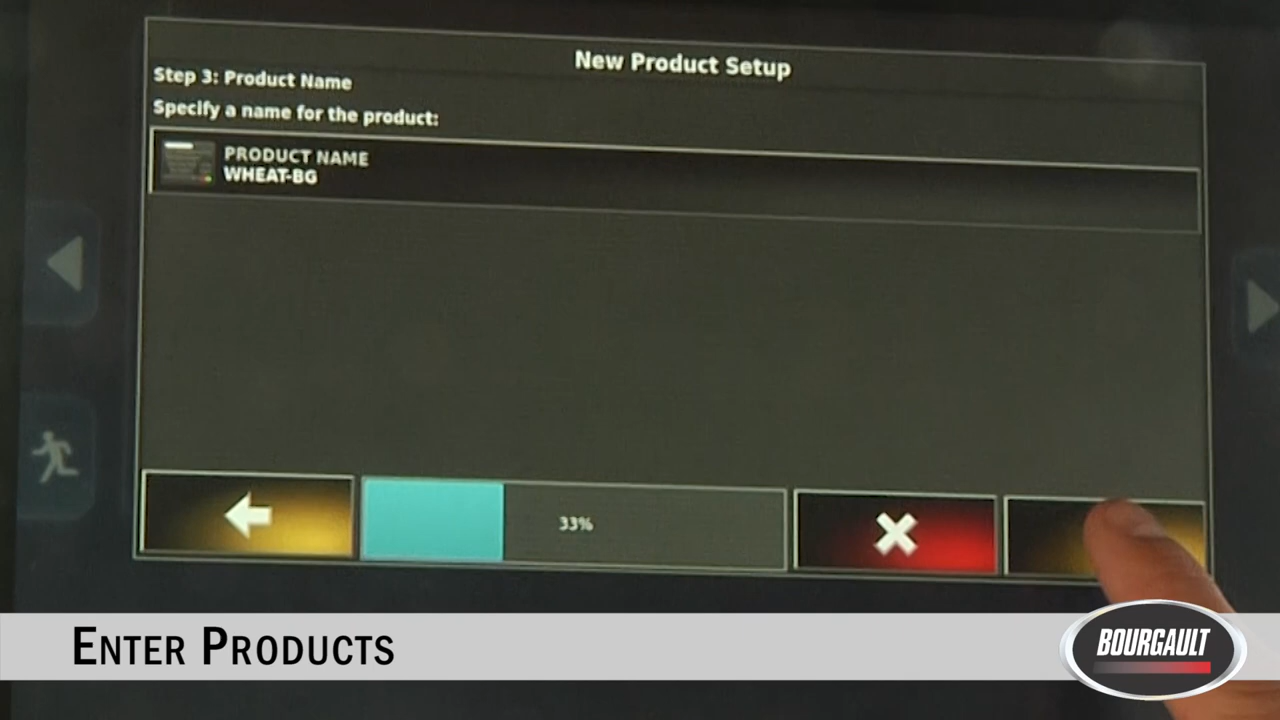 New Product Setup
Step 3: Product Name
Specify a name for the product:
PRODUCT NAME
WHEAT-BG
33%
ENTER PRODUCTS
BOURGAULT